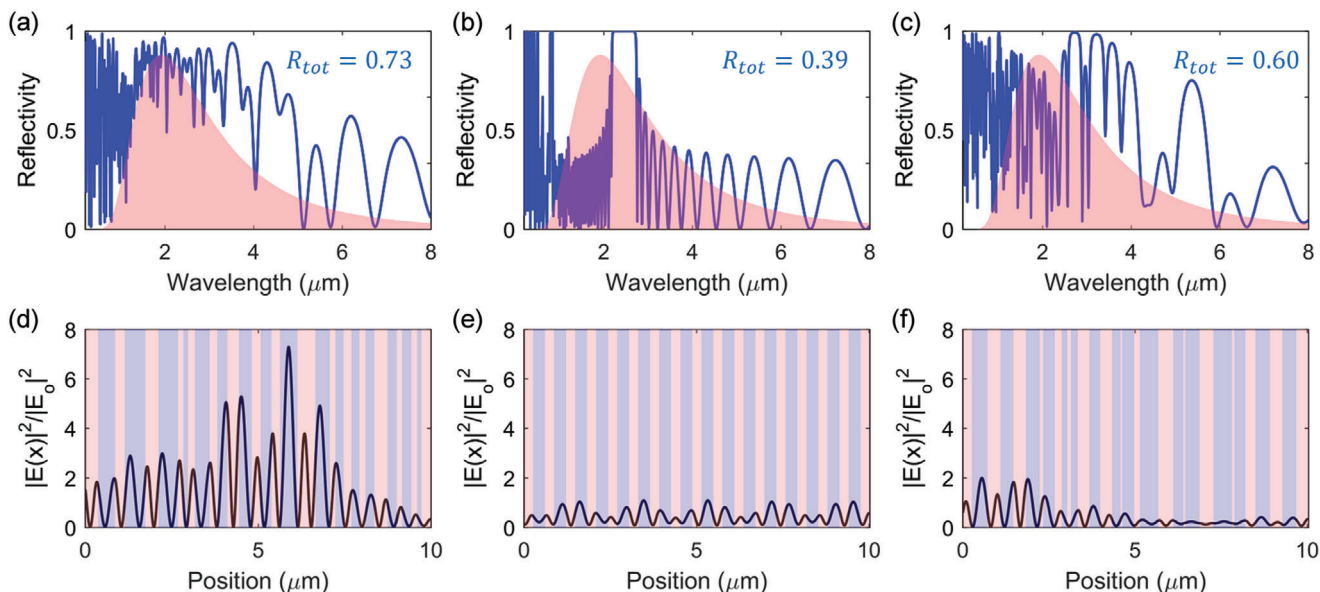 (a)
R_tot = 0.73
Reflectivity
1
0.5
0
2 4 6 8
Wavelength (μm)
(b)
R_tot = 0.39
Reflectivity
1
0.5
0
2 4 6 8
Wavelength (μm)
(c)
R_tot = 0.60
Reflectivity
1
0.5
0
2 4 6 8
Wavelength (μm)
(d)
|E(x)|²/|E_o|²
8
6
4
2
0
0 5 10
Position (μm)
(e)
|E(x)|²/|E_o|²
8
6
4
2
0
0 5 10
Position (μm)
(f)
|E(x)|²/|E_o|²
8
6
4
2
0
0 5 10
Position (μm)